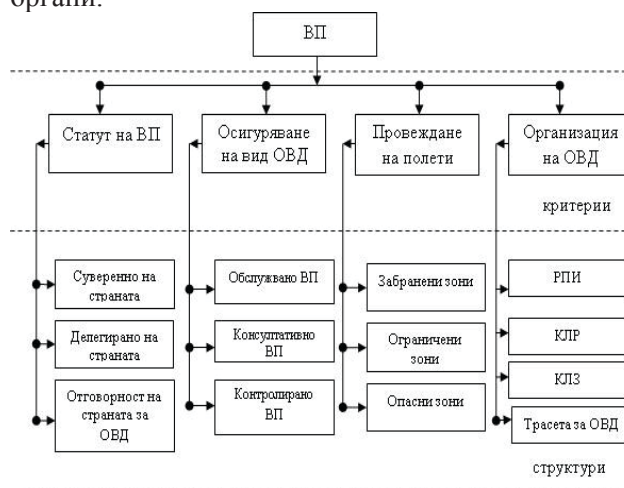 органи.
ВП
Статут на ВП
Осигуряване
на вид ОВД
Провеждане
на полети
Организация
на ОВД
критерии
Суверенно на
страната
Делегирано на
страната
Отговорност на
страната за
ОВД
Обслужвано ВП
Консултативно
ВП
Контролирано
ВП
Забранени зони
Ограничени
зони
Опасни зони
РПИ
КЛР
КЛЗ
Трасета за ОВД
структури